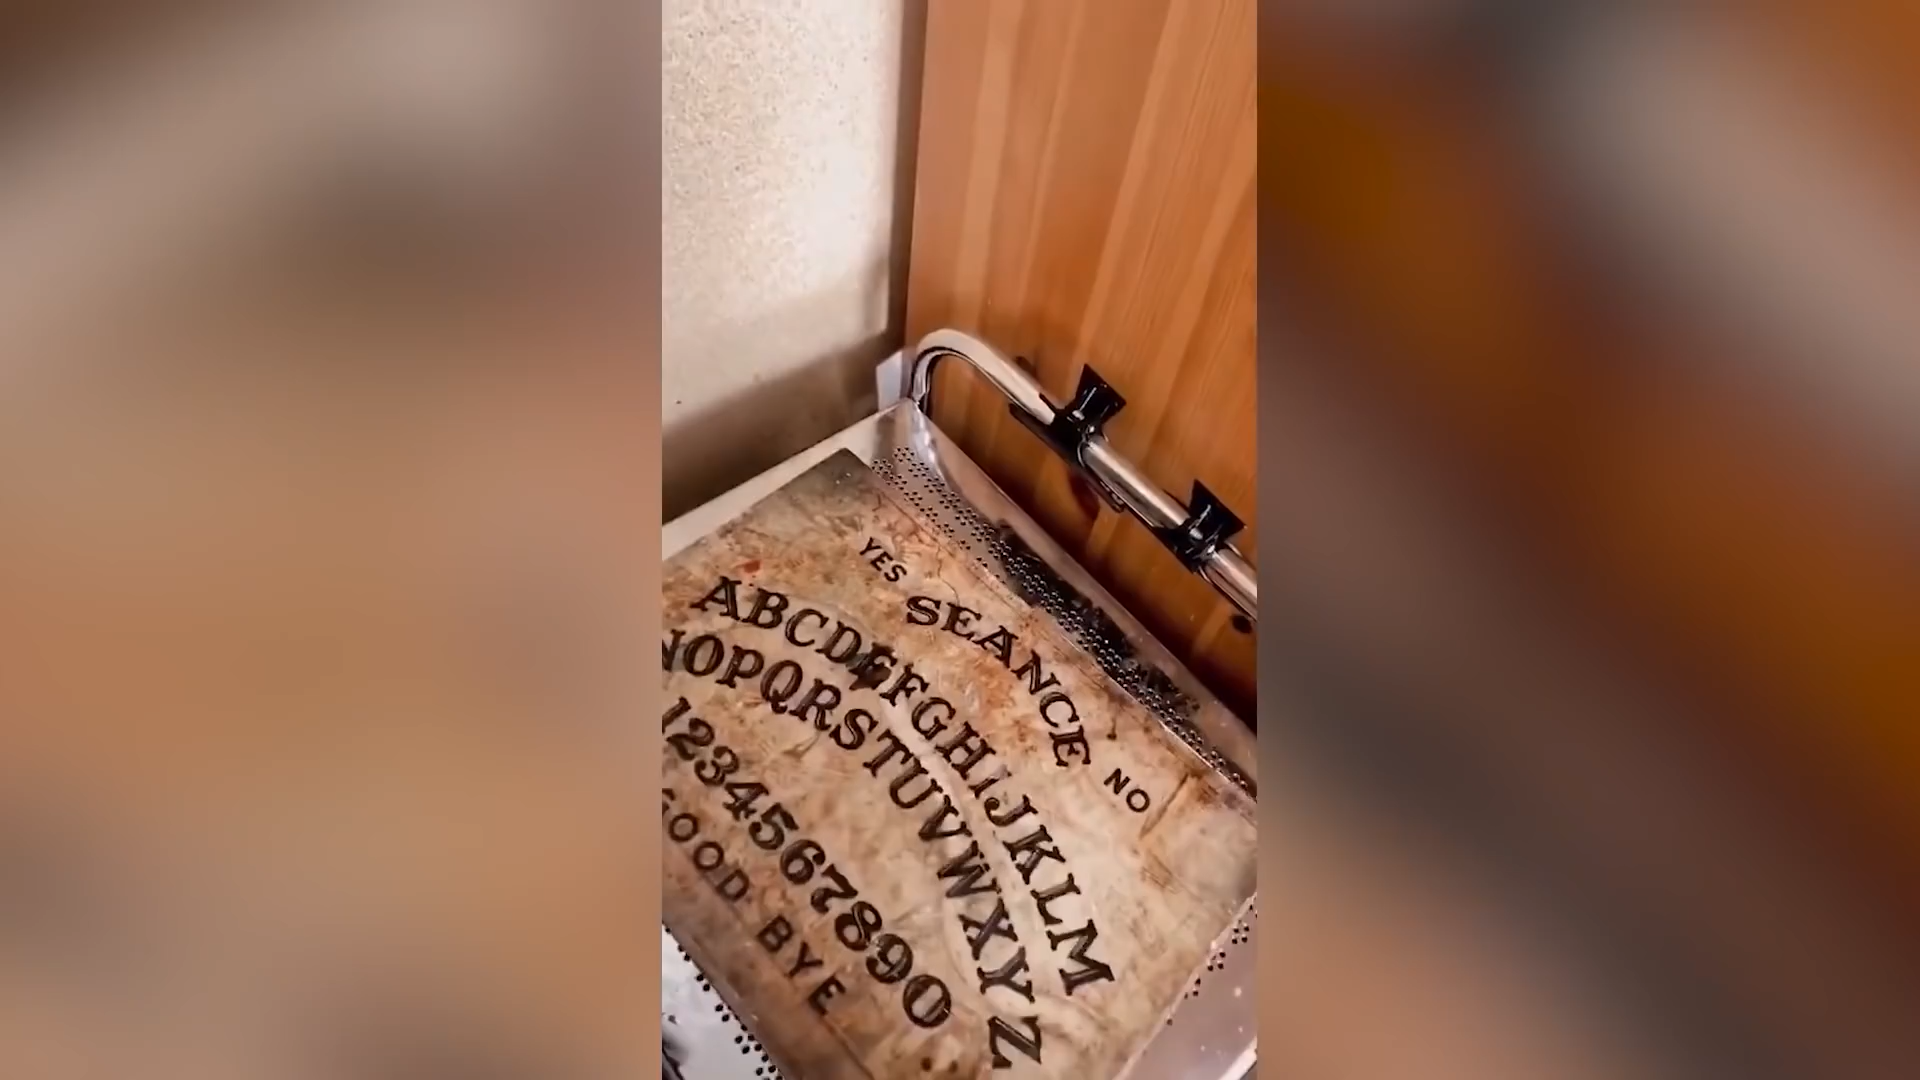 YES SEANCE NO
ABCDEFGHIJKLM
NOPQRSTUVWXYZ
1234567890
GOOD BYE